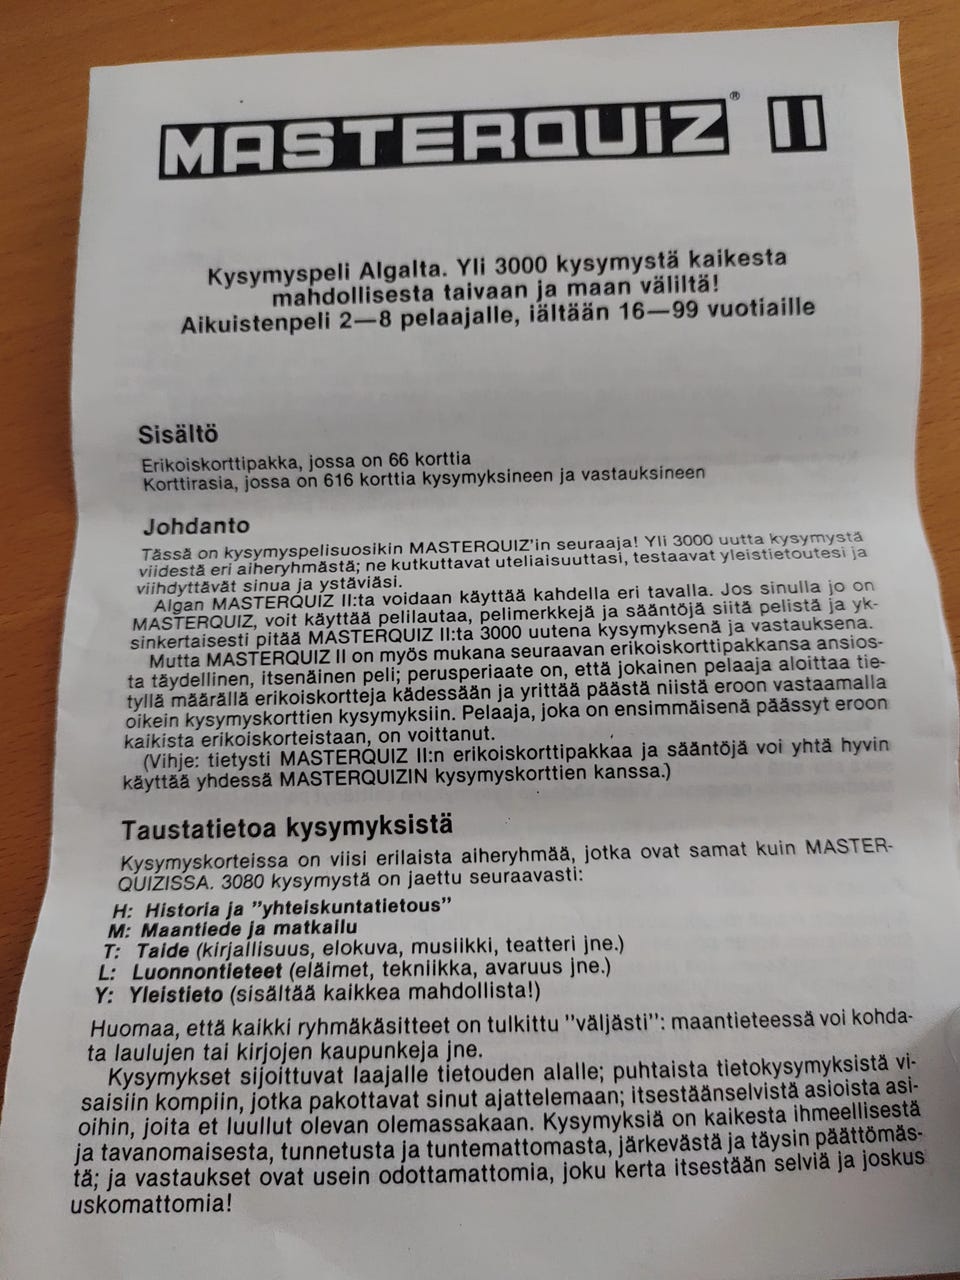 MASTERQUIZ® II
Kysymyspeli Algalta. Yli 3000 kysymystä kaikesta
mahdollisesta taivaan ja maan väliltä!
Aikuistenpeli 2—8 pelaajalle, iältään 16—99 vuotiaille
Sisältö
Erikoiskorttipakka, jossa on 66 korttia
Korttirasia, jossa on 616 korttia kysymyksineen ja vastauksineen
Johdanto
Tässä on kysymyspelisuosikin MASTERQUIZ'in seuraaja! Yli 3000 uutta kysymystä
viidestä eri aiheryhmästä; ne kutkuttavat uteliaisuuttasi, testaavat yleistietoutesi ja
viihdyttävät sinua ja ystäviäsi.
Algan MASTERQUIZ II:ta voidaan käyttää kahdella eri tavalla. Jos sinulla jo on
MASTERQUIZ, voit käyttää pelilautaa, pelimerkkejä ja sääntöjä siitä pelistä ja yk-
sinkertaisesti pitää MASTERQUIZ II:ta 3000 uutena kysymyksenä ja vastauksena.
Mutta MASTERQUIZ II on myös mukana seuraavan erikoiskorttipakkansa ansios-
ta täydellinen, itsenäinen peli; perusperiaate on, että jokainen pelaaja aloittaa tie-
tyllä määrällä erikoiskortteja kädessään ja yrittää päästä niistä eroon vastaamalla
oikein kysymyskorttien kysymyksiin. Pelaaja, joka on ensimmäisenä päässyt eroon
kaikista erikoiskorteistaan, on voittanut.
(Vihje: tietysti MASTERQUIZ II:n erikoiskorttipakkaa ja sääntöjä voi yhtä hyvin
käyttää yhdessä MASTERQUIZIN kysymyskorttien kanssa.)
Taustatietoa kysymyksistä
Kysymyskorteissa on viisi erilaista aiheryhmää, jotka ovat samat kuin MASTER-
QUIZISSA. 3080 kysymystä on jaettu seuraavasti:
H: Historia ja "yhteiskuntatietous"
M: Maantiede ja matkailu
T: Taide (kirjallisuus, elokuva, musiikki, teatteri jne.)
L: Luonnontieteet (eläimet, tekniikka, avaruus jne.)
Y: Yleistieto (sisältää kaikkea mahdollista!)
Huomaa, että kaikki ryhmäkäsitteet on tulkittu "väljästi": maantieteessä voi kohda-
ta laulujen tai kirjojen kaupunkeja jne.
Kysymykset sijoittuvat laajalle tietouden alalle; puhtaista tietokysymyksistä vi-
saisiin kompiin, jotka pakottavat sinut ajattelemaan; itsestäänselvistä asioista asi-
oihin, joita et luullut olevan olemassakaan. Kysymyksiä on kaikesta ihmeellisestä
ja tavanomaisesta, tunnetusta ja tuntemattomasta, järkevästä ja täysin päättömäs-
tä; ja vastaukset ovat usein odottamattomia, joku kerta itsestään selviä ja joskus
uskomattomia!